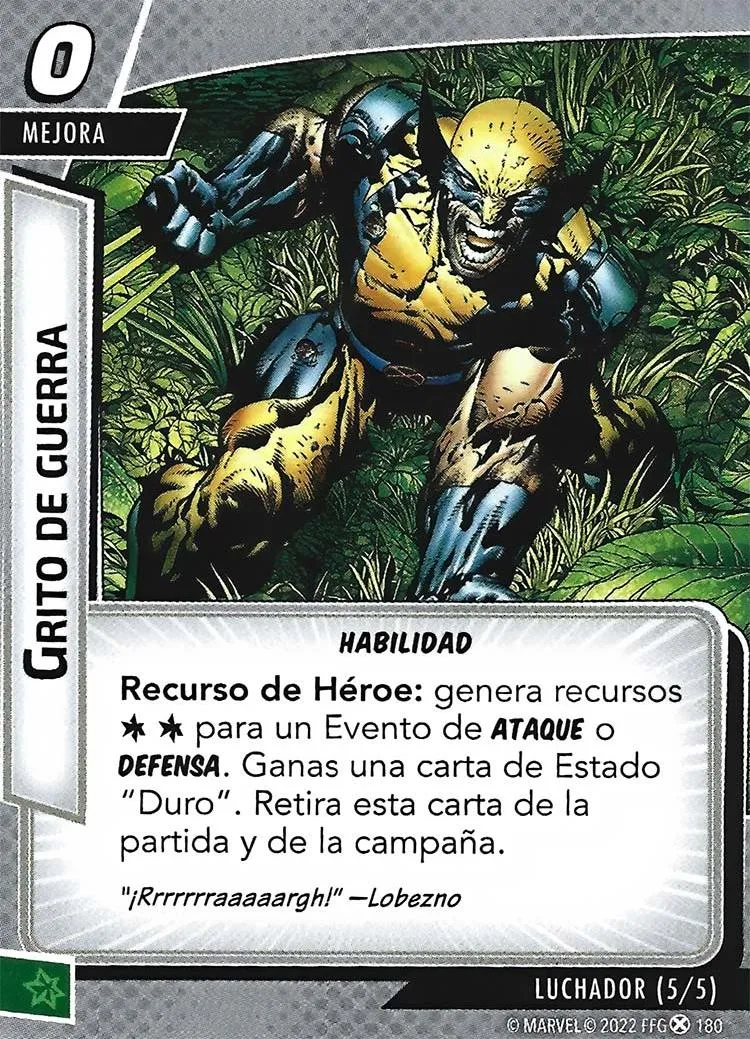 0
MEJORA
GRITO DE GUERRA
HABILIDAD
Recurso de Héroe: genera recursos
para un Evento de ATAQUE o
DEFENSA. Ganas una carta de Estado
“Duro”. Retira esta carta de la
partida y de la campaña.
"¡Rrrrrrraaaaaargh!" —Lobezno
LUCHADOR (5/5)
© MARVEL © 2022 FFG 180